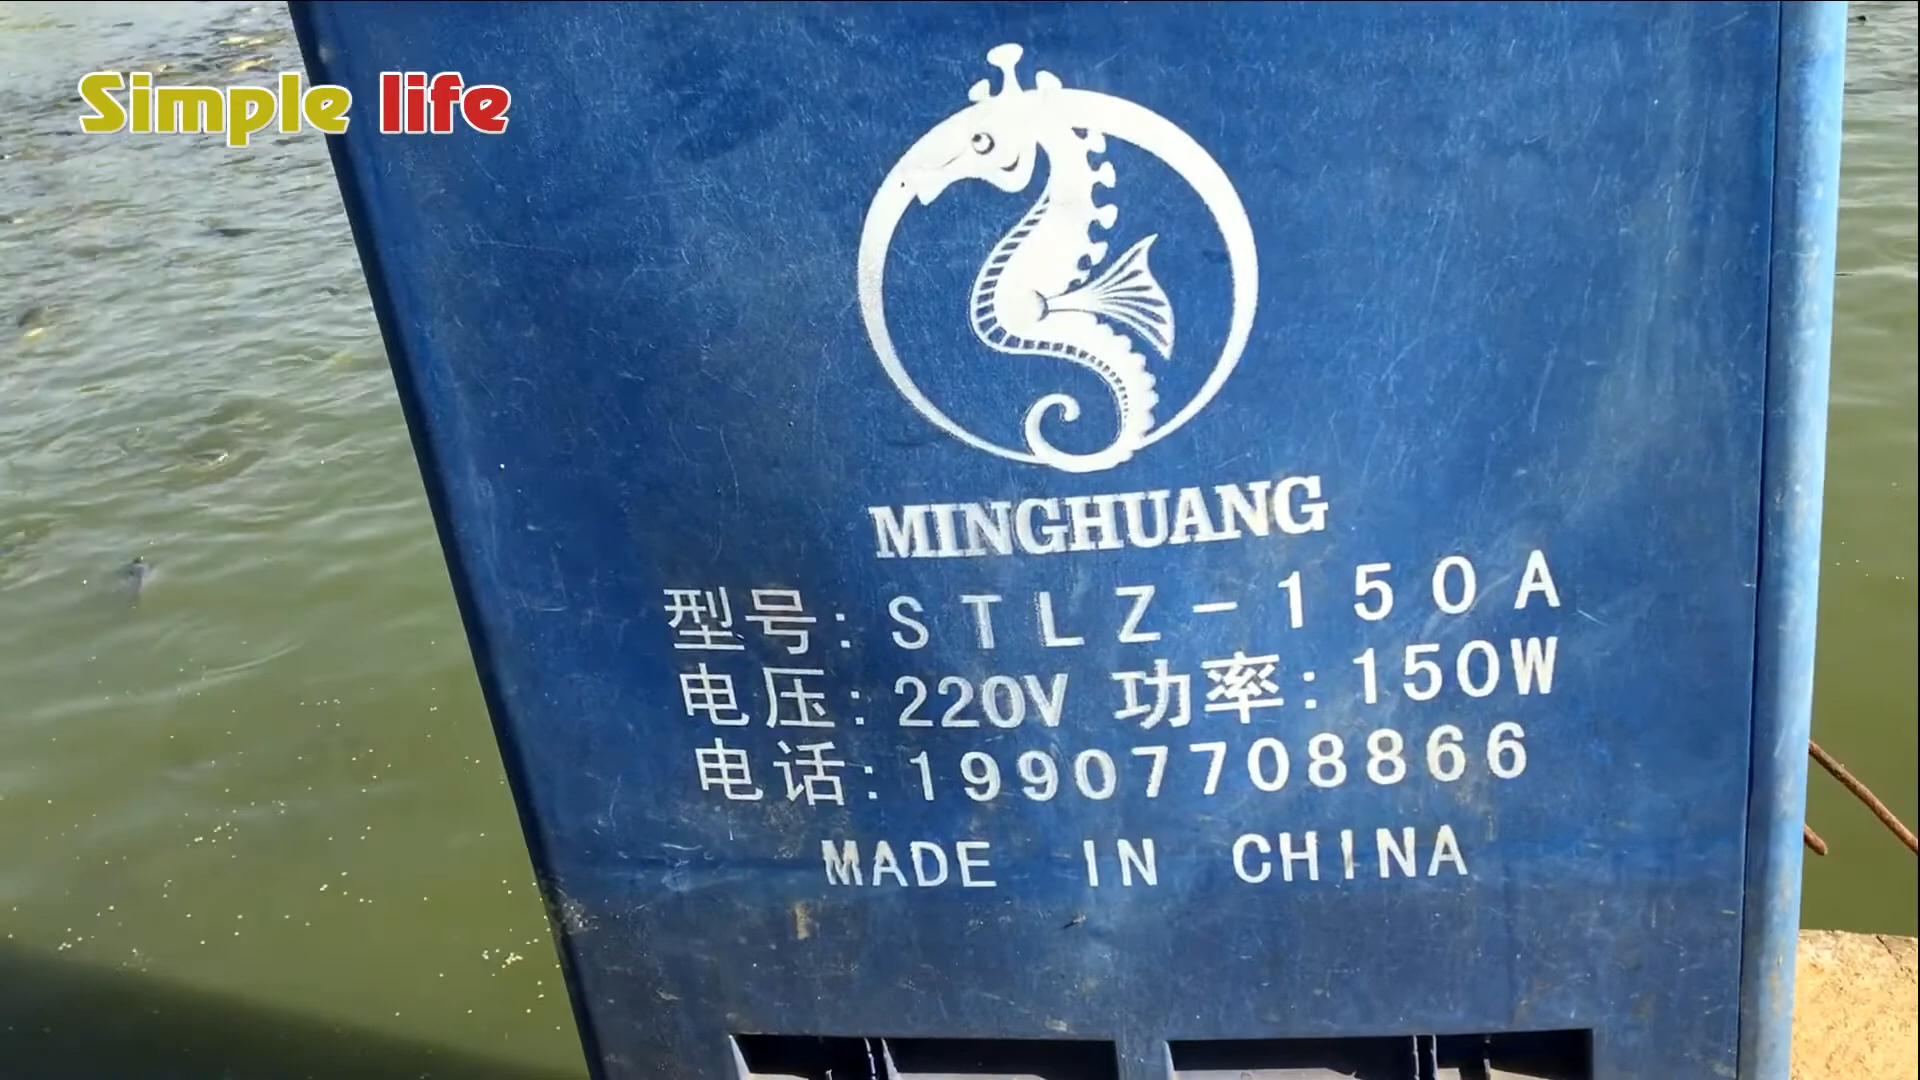 Simple life
MINGHUANG
型号: STLZ-150A
电压: 220V 功率: 150W
电话: 19907708866
MADE IN CHINA